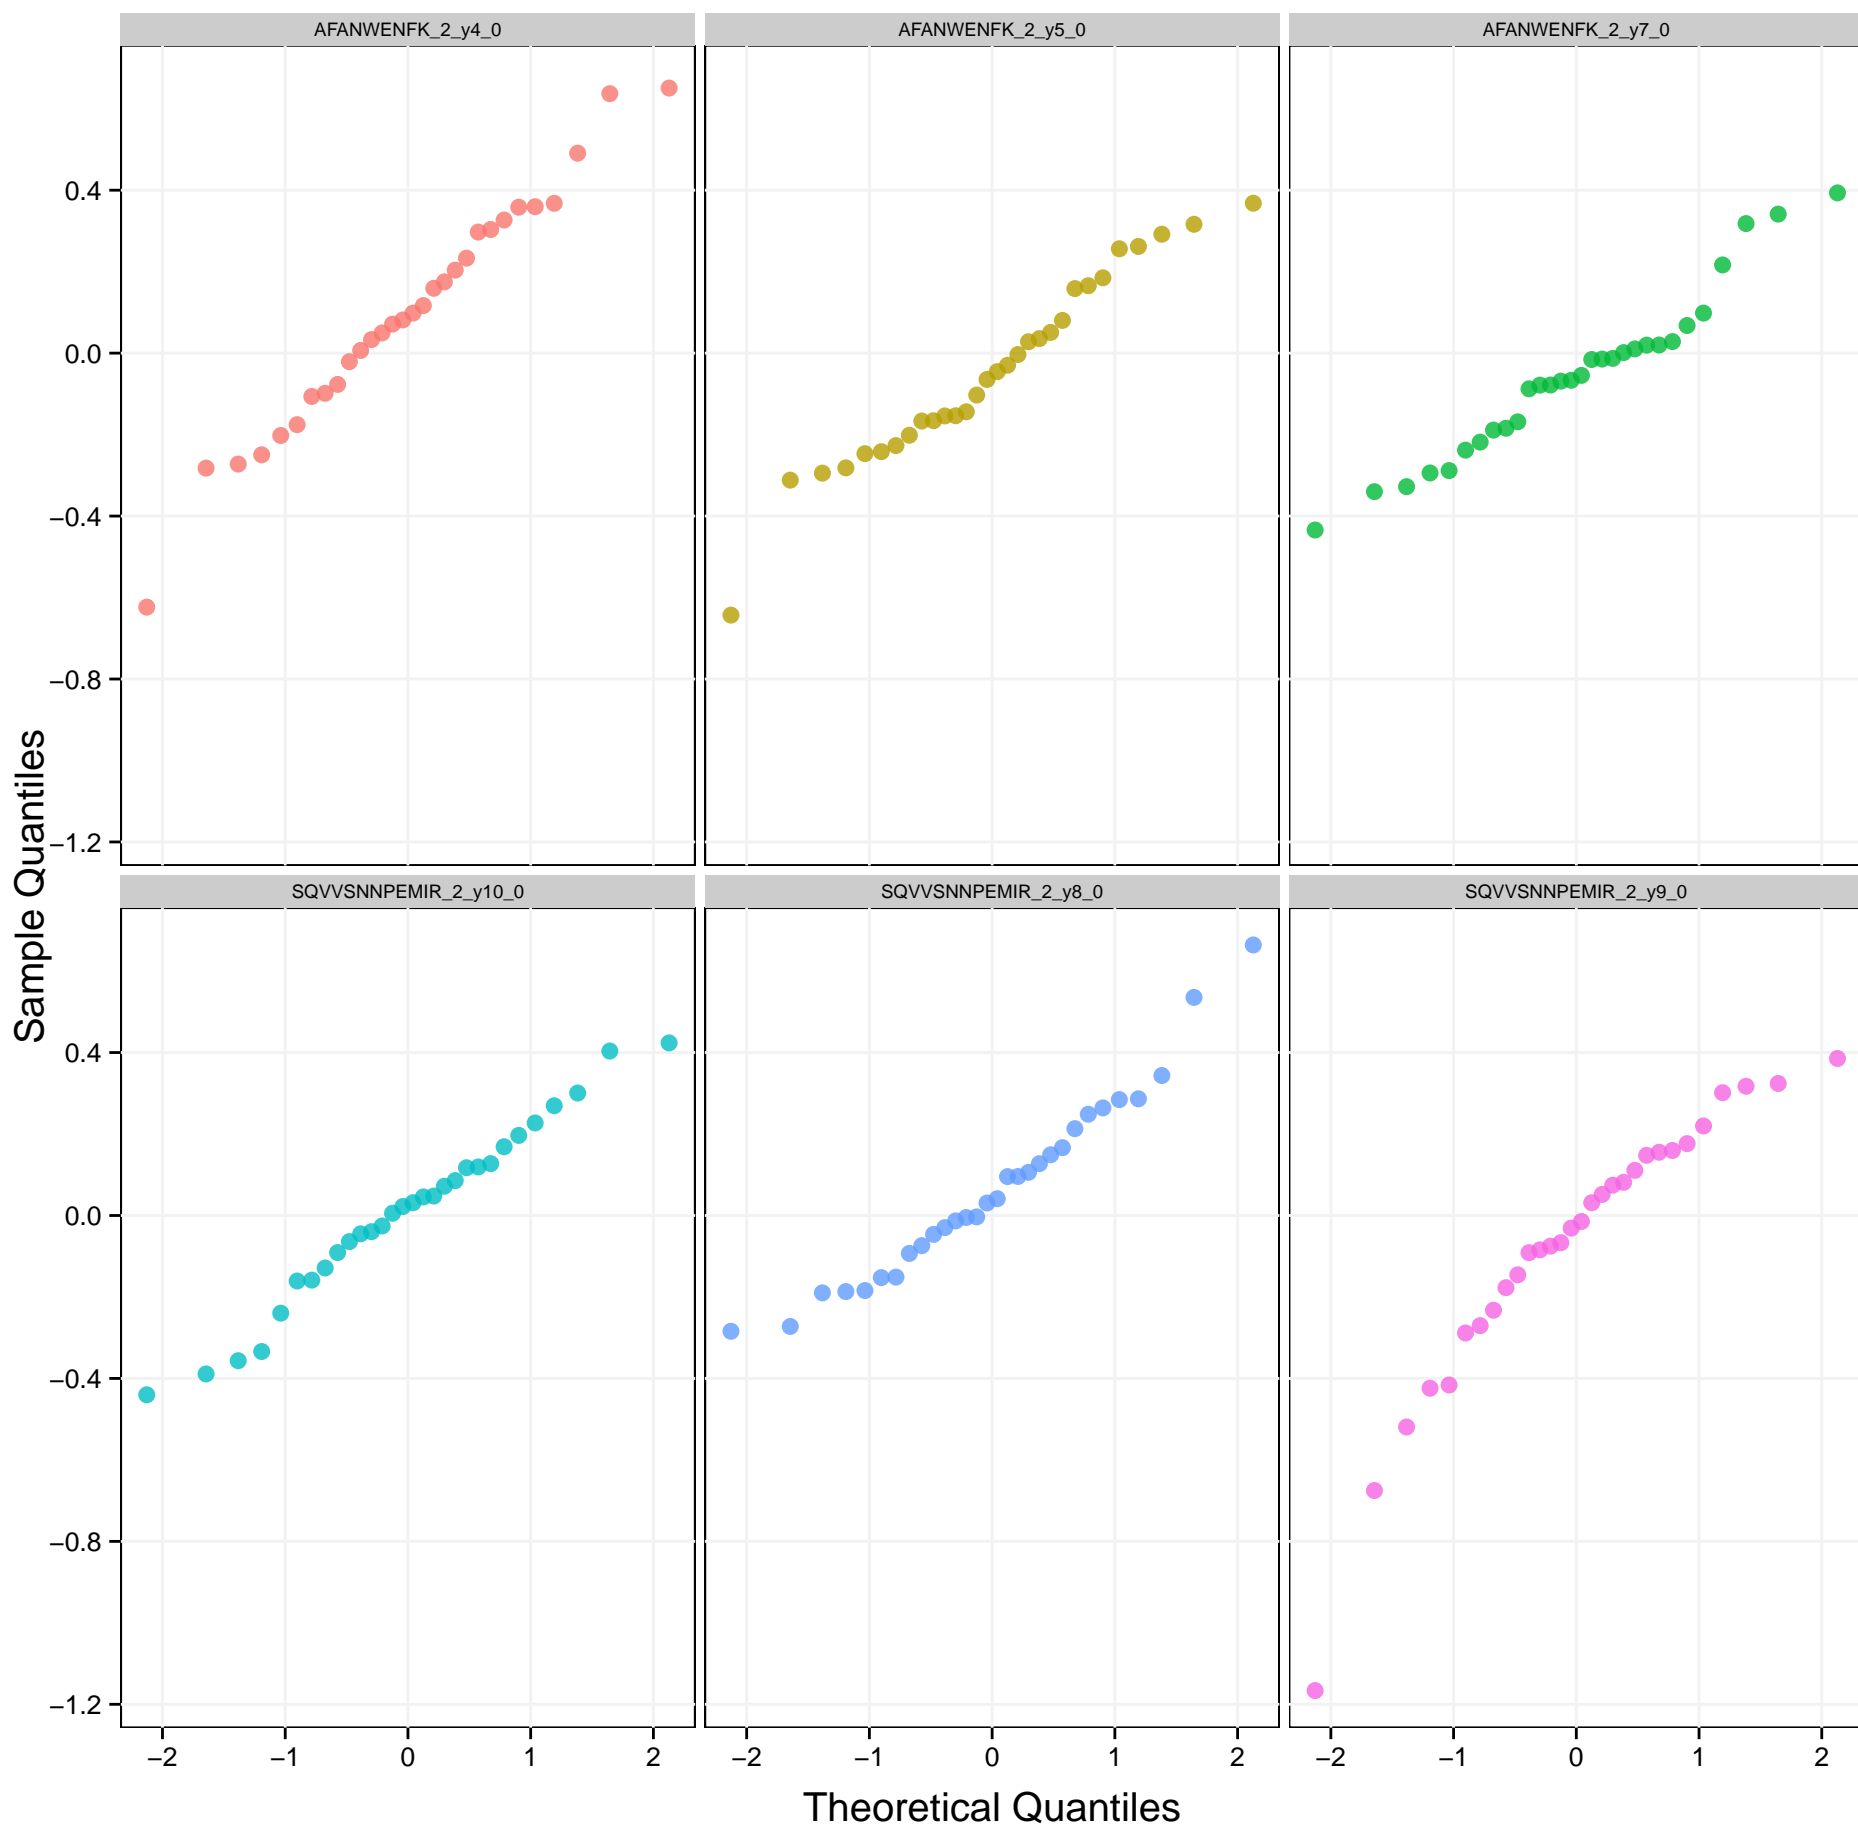 AFANWENFK_2_y4_0
AFANWENFK_2_y5_0
AFANWENFK_2_y7_0
0.4
0.0
−0.4
−0.8
−1.2
Sample Quantiles
SQVVSNNPEMIR_2_y10_0
SQVVSNNPEMIR_2_y8_0
SQVVSNNPEMIR_2_y9_0
0.4
0.0
−0.4
−0.8
−1.2
−2 −1 0 1 2
−2 −1 0 1 2
−2 −1 0 1 2
Theoretical Quantiles